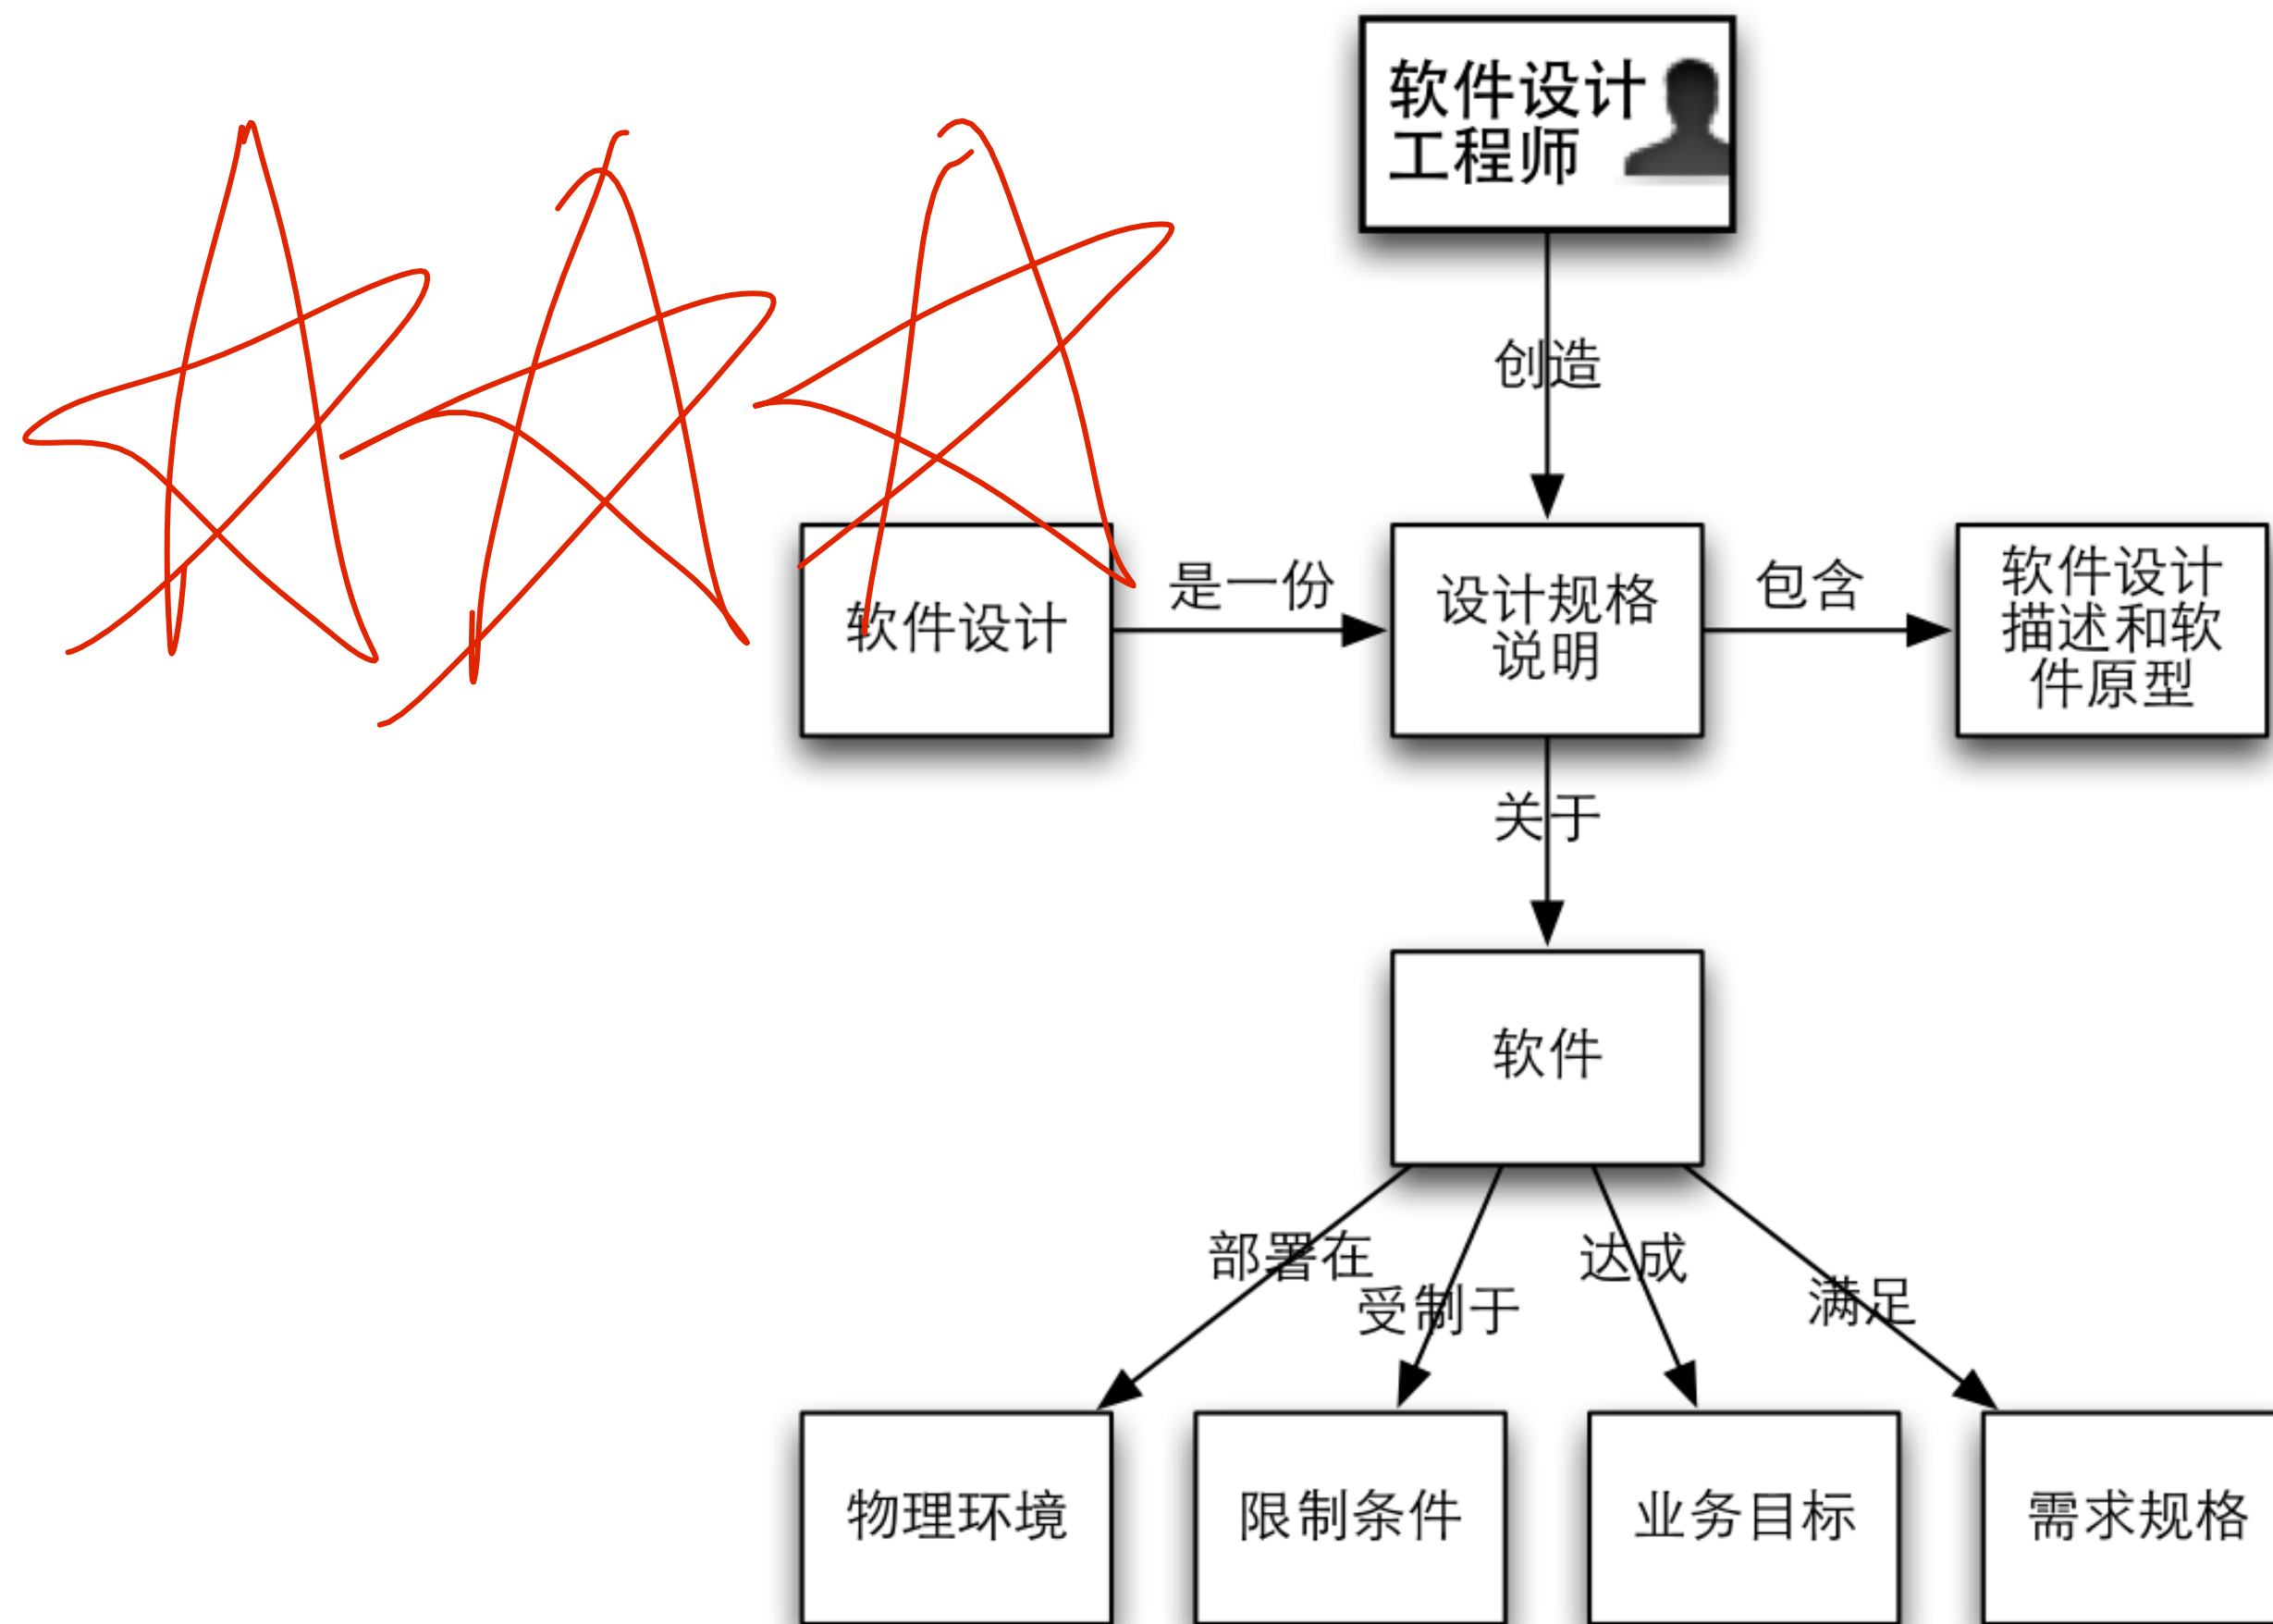 软件设计
工程师
创造
软件设计
是一份
设计规格
说明
包含
软件设计
描述和软
件原型
关于
软件
部署在
受制于
达成
满足
物理环境
限制条件
业务目标
需求规格